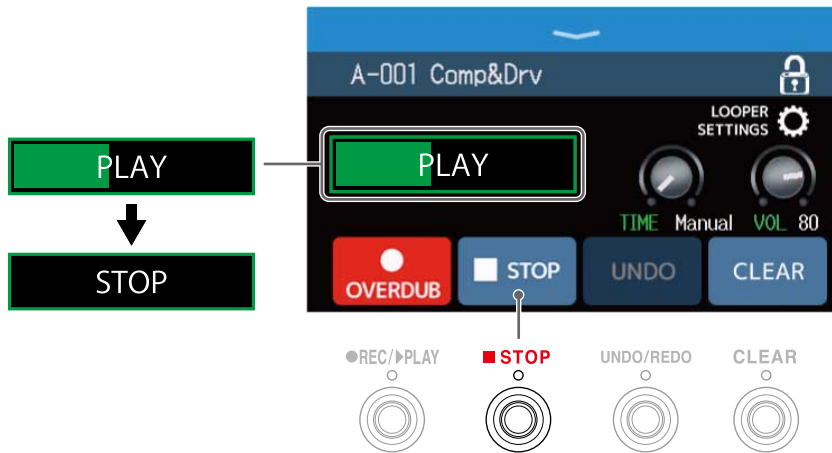 A-001 Comp&Drv
LOOPER
SETTINGS
PLAY
PLAY
TIME Manual VOL 80
STOP
OVERDUB
STOP
UNDO
CLEAR
●REC/▶PLAY
■STOP
UNDO/REDO
CLEAR